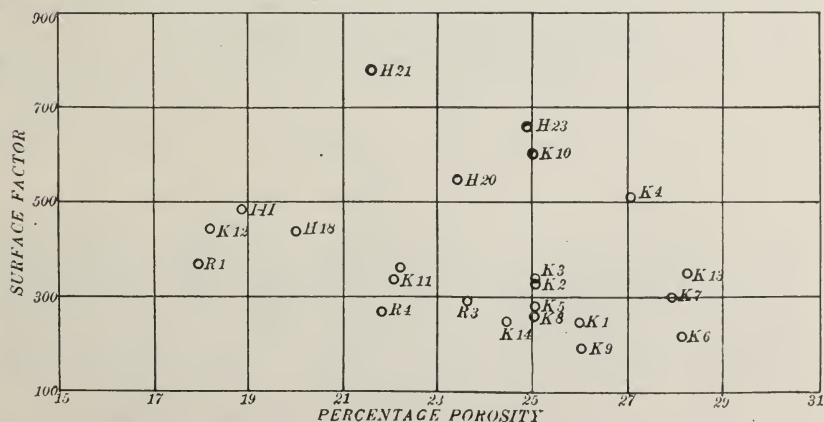 900
H21
700
H23
K10
H20
K4
SURFACE FACTOR
500
K12
H18
R1
K3
K13
K11
K2
300
K7
R4
R3
K5
K8
K1
K14
K6
K9
100
15 17 19 21 23 25 27 29 31
PERCENTAGE POROSITY